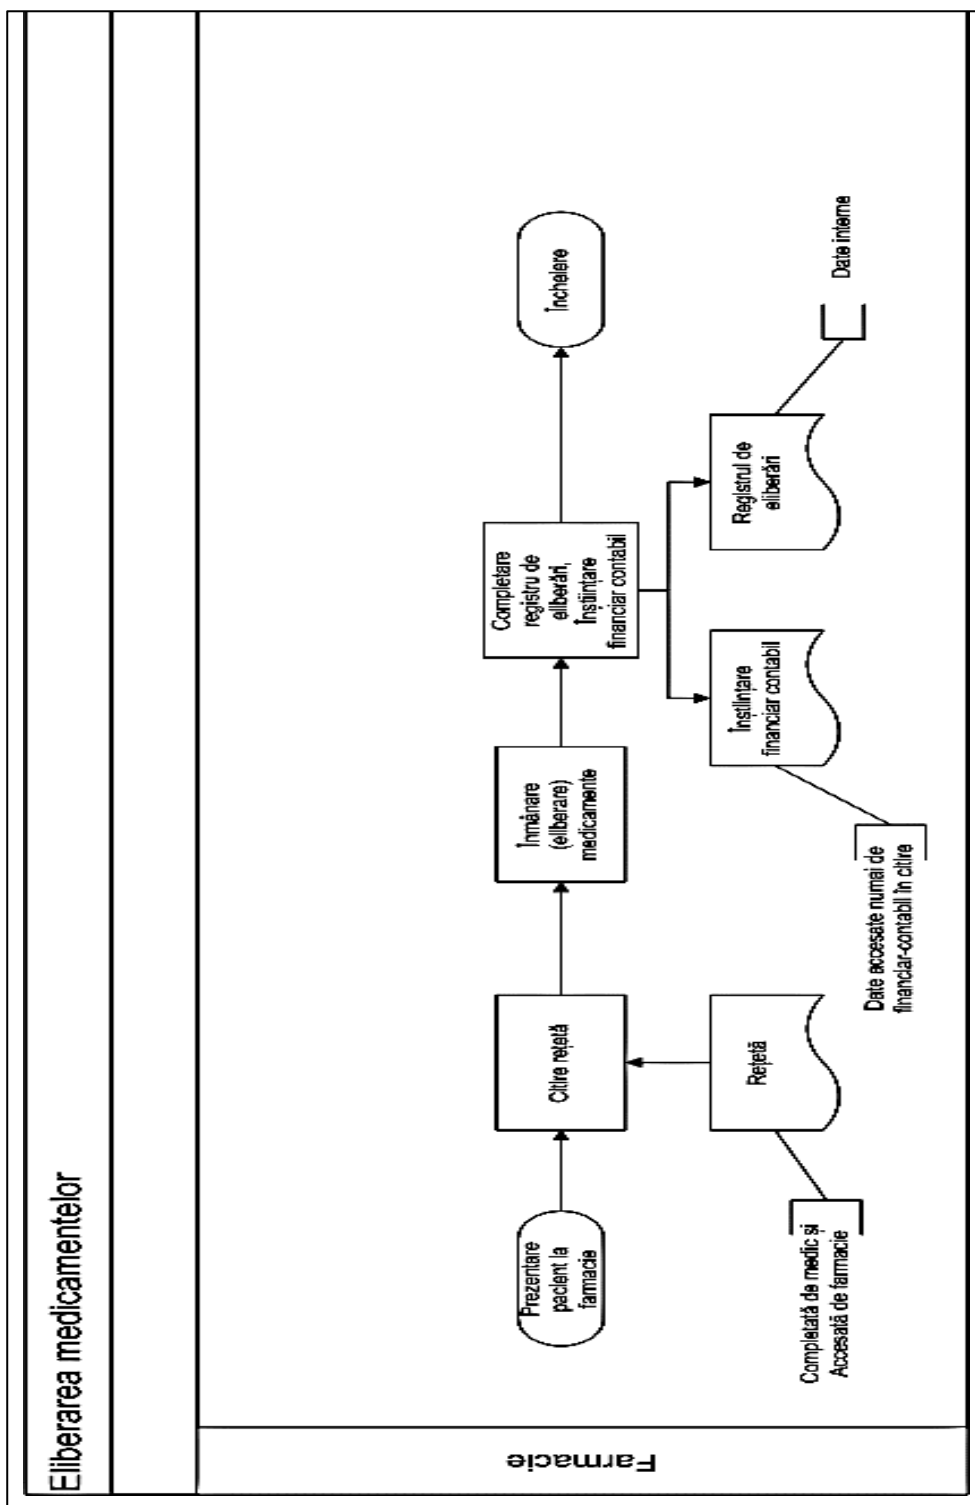 Eliberarea medicamentelor
Farmacie
Prezentare
pacient la
farmacie
Citire rețetă
Înmânare
(eliberare)
medicamente
Completare
registru de
eliberări,
Înștiințare
financiar contabil
Închelere
Rețetă
Completată de medic și
Accesată de farmacie
Înștiințare
financiar contabil
Date accesate numai de
financiar-contabil în citire
Registrul de
eliberări
Date interne